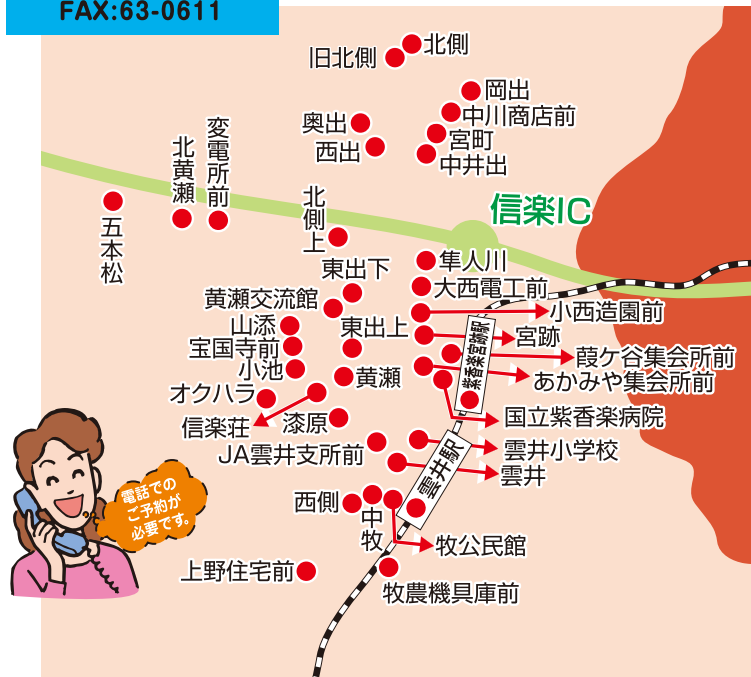 FAX:63-0611
北側
旧北側
岡出
中川商店前
奥出
宮町
西出
中井出
変電所前
北黄瀬
五本松
北側上
信楽IC
隼人川
東出下
大西電工前
黄瀬交流館
小西造園前
山添
東出上
宮跡
宝国寺前
葭ケ谷集会所前
小池
黄瀬
あかみや集会所前
紫香楽宮跡駅
オクハラ
信楽荘
漆原
国立紫香楽病院
JA雲井支所前
雲井小学校
雲井
雲井駅
電話での
ご予約が
必要です。
西側
中牧
牧公民館
上野住宅前
牧農機具庫前